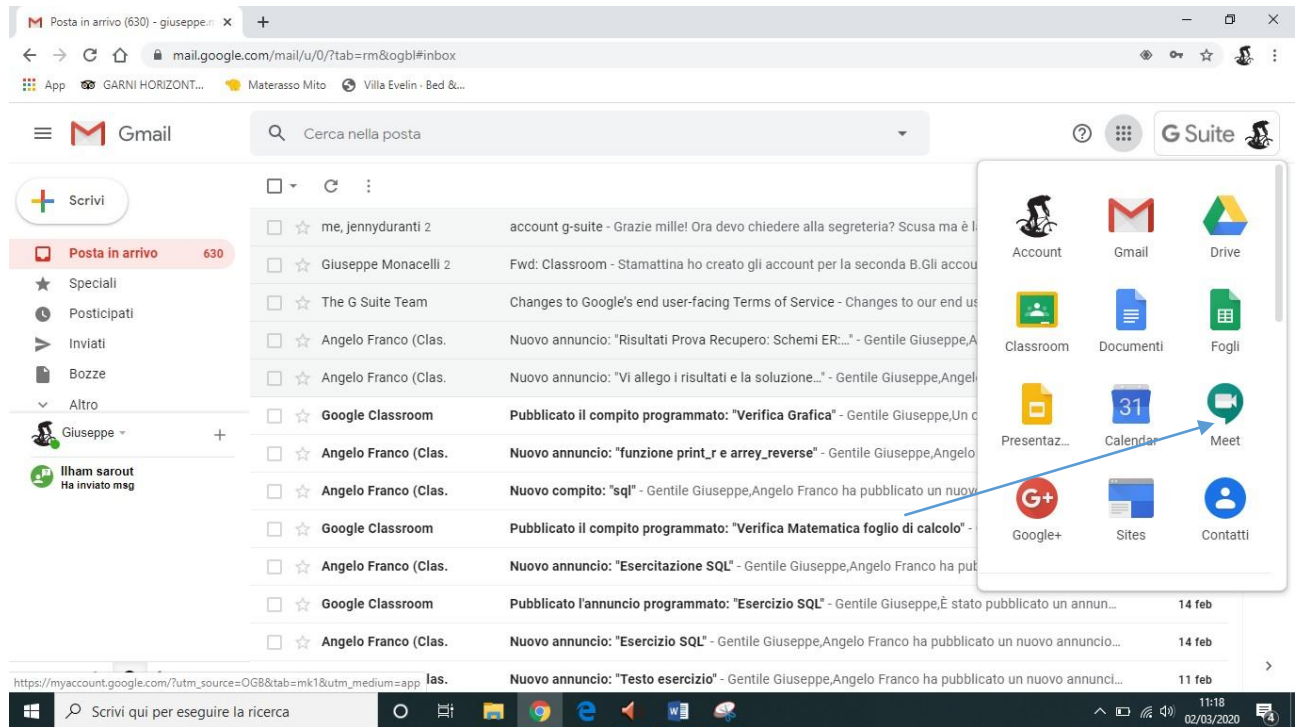 Posta in arrivo (630) - giuseppe.m
mail.google.com/mail/u/0/?tab=rm&ogbl#inbox
App GARNI HORIZONT... Materasso Mito Villa Evelin - Bed &...
Gmail
Cerca nella posta
G Suite
Scrivi
Posta in arrivo 630
Speciali
Posticipati
Inviati
Bozze
Altro
Giuseppe
Ilham sarout
Ha inviato msg
me, jennyduranti 2 account g-suite - Grazie mille! Ora devo chiedere alla segreteria? Scusa ma è
Giuseppe Monacelli 2 Fwd: Classroom - Stamattina ho creato gli account per la seconda B.Gli accou
The G Suite Team Changes to Google's end user-facing Terms of Service - Changes to our end us
Angelo Franco (Clas. Nuovo annuncio: "Risultati Prova Recupero: Schemi ER:..." - Gentile Giuseppe,A
Angelo Franco (Clas. Nuovo annuncio: "Vi allego i risultati e la soluzione..." - Gentile Giuseppe,Angel
Google Classroom Pubblicato il compito programmato: "Verifica Grafica" - Gentile Giuseppe,Un c
Angelo Franco (Clas. Nuovo annuncio: "funzione print_r e arrey_reverse" - Gentile Giuseppe,Angelo
Angelo Franco (Clas. Nuovo compito: "sql" - Gentile Giuseppe,Angelo Franco ha pubblicato un nuov
Google Classroom Pubblicato il compito programmato: "Verifica Matematica foglio di calcolo" -
Angelo Franco (Clas. Nuovo annuncio: "Esercitazione SQL" - Gentile Giuseppe,Angelo Franco ha pub
Google Classroom Pubblicato l'annuncio programmato: "Esercizio SQL" - Gentile Giuseppe,È stato pubblicato un annun... 14 feb
Angelo Franco (Clas. Nuovo annuncio: "Esercizio SQL" - Gentile Giuseppe,Angelo Franco ha pubblicato un nuovo annuncio... 14 feb
las. Nuovo annuncio: "Testo esercizio" - Gentile Giuseppe,Angelo Franco ha pubblicato un nuovo annunci... 11 feb
Account Gmail Drive
Classroom Documenti Fogli
31
Presentaz... Calendar Meet
G+
Google+ Sites Contatti
https://myaccount.google.com/?utm_source=OGB&tab=mk1&utm_medium=app
Scrivi qui per eseguire la ricerca
11:18
02/03/2020
4